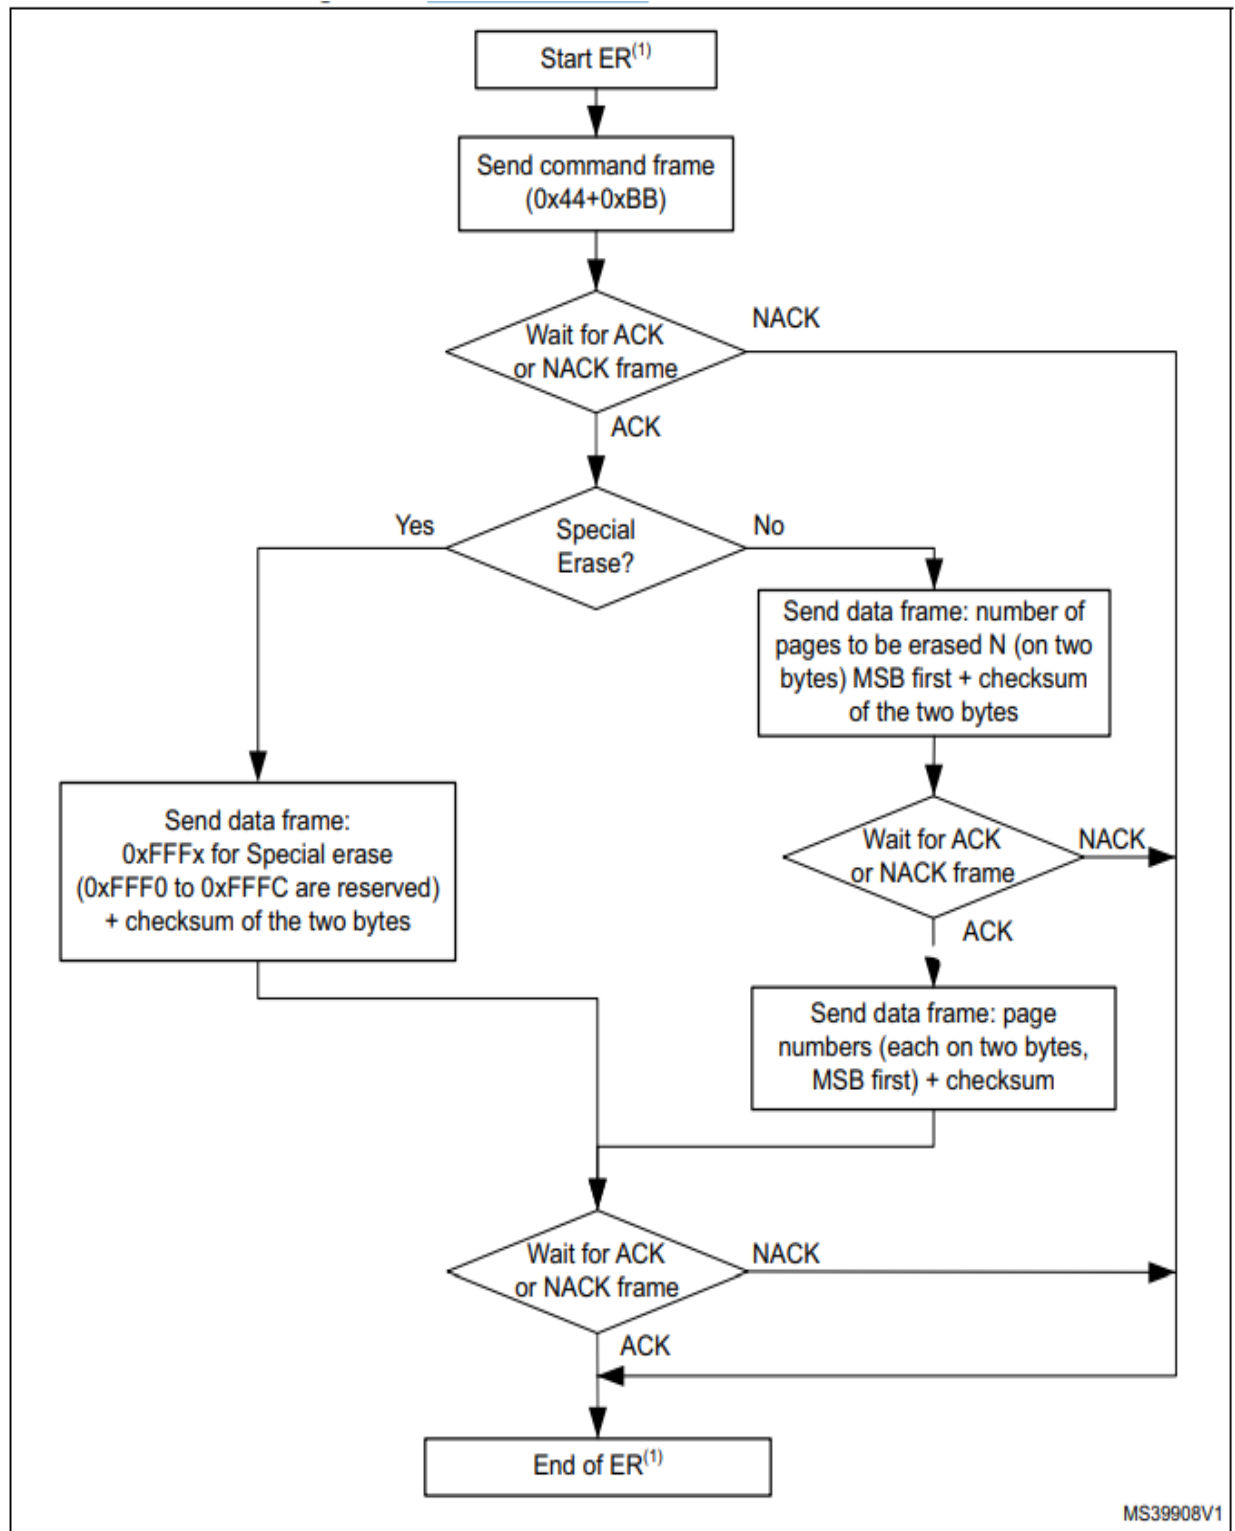 Start ER(1)
Send command frame
(0x44+0xBB)
Wait for ACK
or NACK frame
NACK
ACK
Special
Erase?
Yes
No
Send data frame: number of
pages to be erased N (on two
bytes) MSB first + checksum
of the two bytes
Send data frame:
0xFFFx for Special erase
(0xFFF0 to 0xFFFC are reserved)
+ checksum of the two bytes
Wait for ACK
or NACK frame
NACK
ACK
Send data frame: page
numbers (each on two bytes,
MSB first) + checksum
Wait for ACK
or NACK frame
NACK
ACK
End of ER(1)
MS39908V1